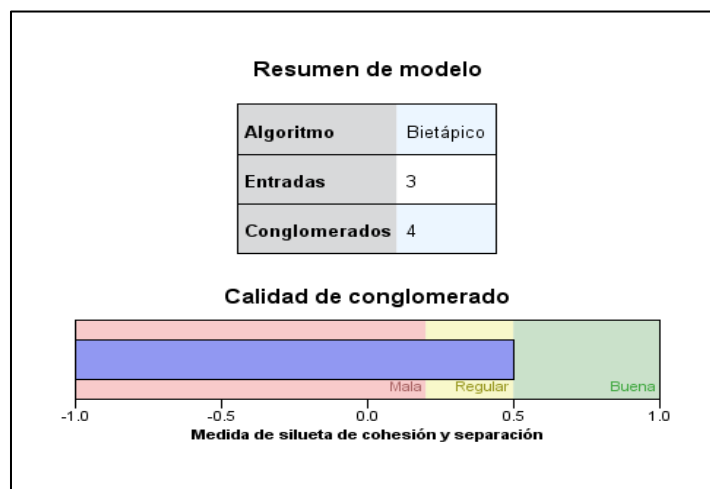 Resumen de modelo
Algoritmo Bietápico
Entradas 3
Conglomerados 4
Calidad de conglomerado
Mala Regular Buena
-1.0 -0.5 0.0 0.5 1.0
Medida de silueta de cohesión y separación